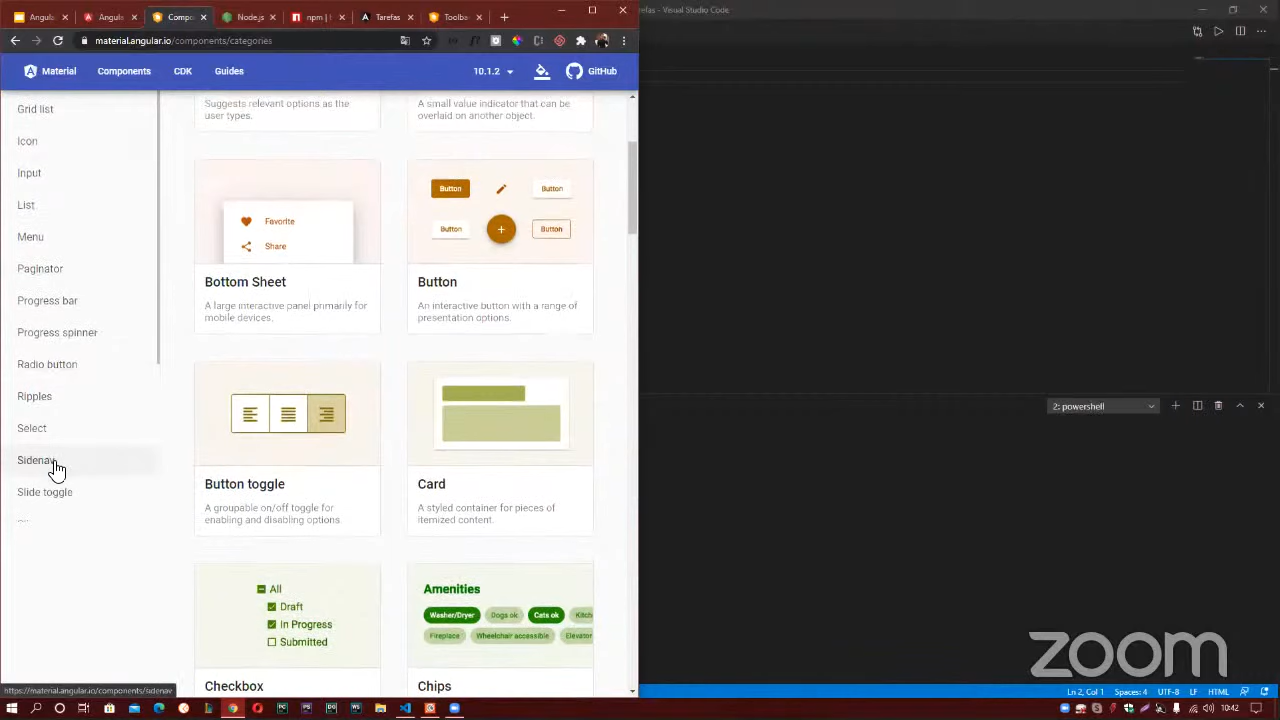 Angula
Angula
Compo
Node.js
npm | N
Tarefas
Toolba
efas - Visual Studio Code
material.angular.io/components/categories
Material
Components
CDK
Guides
10.1.2
GitHub
Grid list
Icon
Input
List
Menu
Paginator
Progress bar
Progress spinner
Radio button
Ripples
Select
Sidenav
Slide toggle
Suggests relevant options as the
user types.
A small value indicator that can be
overlaid on another object.
Favorite
Share
Bottom Sheet
A large interactive panel primarily for
mobile devices.
Button
Button
Button
Button
Button
An interactive button with a range of
presentation options.
Button toggle
A groupable on/off toggle for
enabling and disabling options
Card
A styled container for pieces of
itemized content.
All
Draft
In Progress
Submitted
Checkbox
Amenities
Washer/Dryer
Dogs ok
Cats ok
Kitche
Fireplace
Wheelchair accessible
Elevator
Chips
https://material.angular.io/components/sidenav
2: powershell
zoom
Ln 2, Col 1
Spaces: 4
UTF-8
LF
HTML
10:42